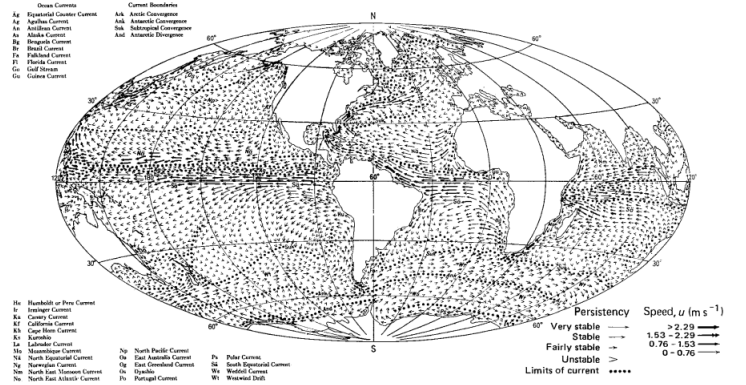 Ocean Currents
Äg Equatorial Counter Current
Ag Agulhas Current
An Antillean Current
As Alaska Current
Bg Benguela Current
Br Brazil Current
Fa Falkland Current
Fl Florida Current
Go Gulf Stream
Gu Guinea Current
Current Boundaries
Ark Arctic Convergence
Ank Antarctic Convergence
Suk Subtropical Convergence
And Antarctic Divergence
N
60°
60°
30°
30°
120°
0°
60°
0°
120°
30°
30°
60°
60°
S
He Humboldt or Peru Current
Ir Irminger Current
Ka Canary Current
Kf California Current
Kh Cape Horn Current
Ks Kuroshio
La Labrador Current
Mo Mozambique Current
Nä North Equatorial Current
Ng Norwegian Current
Nm North East Monsoon Current
No North East Atlantic Current
Np North Pacific Current
Oa East Australia Current
Og East Greenland Current
On Oyashio
Po Portugal Current
Ps Polar Current
Sä South Equatorial Current
We Weddell Current
Wt Westwind Drift
Persistency
Very stable
Stable
Fairly stable
Unstable >
Limits of current •••••
Speed, u (m s⁻¹)
>2.29
1.53 - 2.29
0.76 - 1.53
0 - 0.76